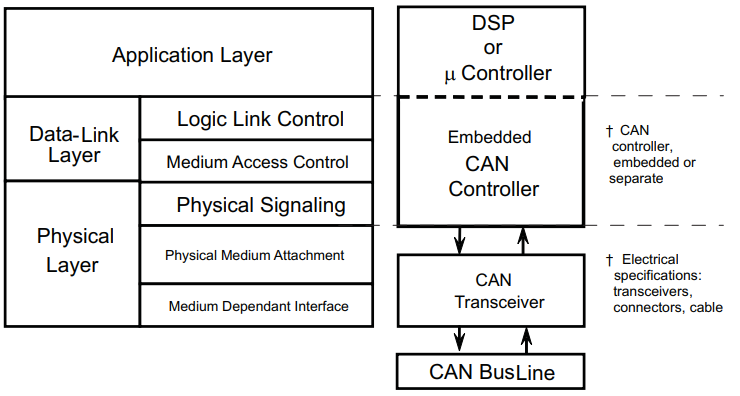 Application Layer
Data-Link
Layer
Logic Link Control
Medium Access Control
Physical
Layer
Physical Signaling
Physical Medium Attachment
Medium Dependant Interface
DSP
or
μ Controller
Embedded
CAN
Controller
† CAN
controller,
embedded or
separate
CAN
Transceiver
† Electrical
specifications:
transceivers,
connectors, cable
CAN BusLine